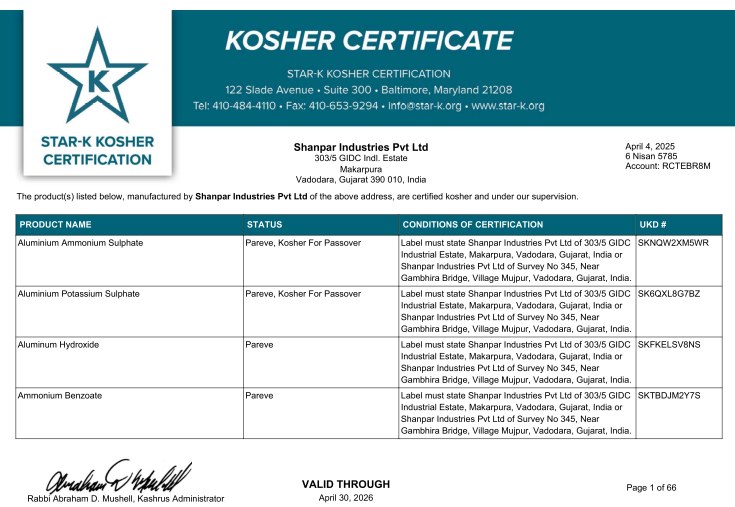 KOSHER CERTIFICATE
STAR-K KOSHER CERTIFICATION
122 Slade Avenue • Suite 300 • Baltimore, Maryland 21208
Tel: 410-484-4110 • Fax: 410-653-9294 • info@star-k.org • www.star-k.org
K
STAR-K KOSHER
CERTIFICATION
Shanpar Industries Pvt Ltd
303/5 GIDC Indl. Estate
Makarpura
Vadodara, Gujarat 390 010, India
April 4, 2025
6 Nisan 5785
Account: RCTEBR8M
The product(s) listed below, manufactured by Shanpar Industries Pvt Ltd of the above address, are certified kosher and under our supervision.
PRODUCT NAME STATUS CONDITIONS OF CERTIFICATION UKD #
Aluminium Ammonium Sulphate Pareve, Kosher For Passover Label must state Shanpar Industries Pvt Ltd of 303/5 GIDC SKNQW2XM5WR
Industrial Estate, Makarpura, Vadodara, Gujarat, India or
Shanpar Industries Pvt Ltd of Survey No 345, Near
Gambhira Bridge, Village Mujpur, Vadodara, Gujarat, India.
Aluminium Potassium Sulphate Pareve, Kosher For Passover Label must state Shanpar Industries Pvt Ltd of 303/5 GIDC SK6QXL8G7BZ
Industrial Estate, Makarpura, Vadodara, Gujarat, India or
Shanpar Industries Pvt Ltd of Survey No 345, Near
Gambhira Bridge, Village Mujpur, Vadodara, Gujarat, India.
Aluminum Hydroxide Pareve Label must state Shanpar Industries Pvt Ltd of 303/5 GIDC SKFKELSV8NS
Industrial Estate, Makarpura, Vadodara, Gujarat, India or
Shanpar Industries Pvt Ltd of Survey No 345, Near
Gambhira Bridge, Village Mujpur, Vadodara, Gujarat, India.
Ammonium Benzoate Pareve Label must state Shanpar Industries Pvt Ltd of 303/5 GIDC SKTBDJM2Y7S
Industrial Estate, Makarpura, Vadodara, Gujarat, India or
Shanpar Industries Pvt Ltd of Survey No 345, Near
Gambhira Bridge, Village Mujpur, Vadodara, Gujarat, India.
Rabbi Abraham D. Mushell, Kashrus Administrator
VALID THROUGH
April 30, 2026
Page 1 of 66